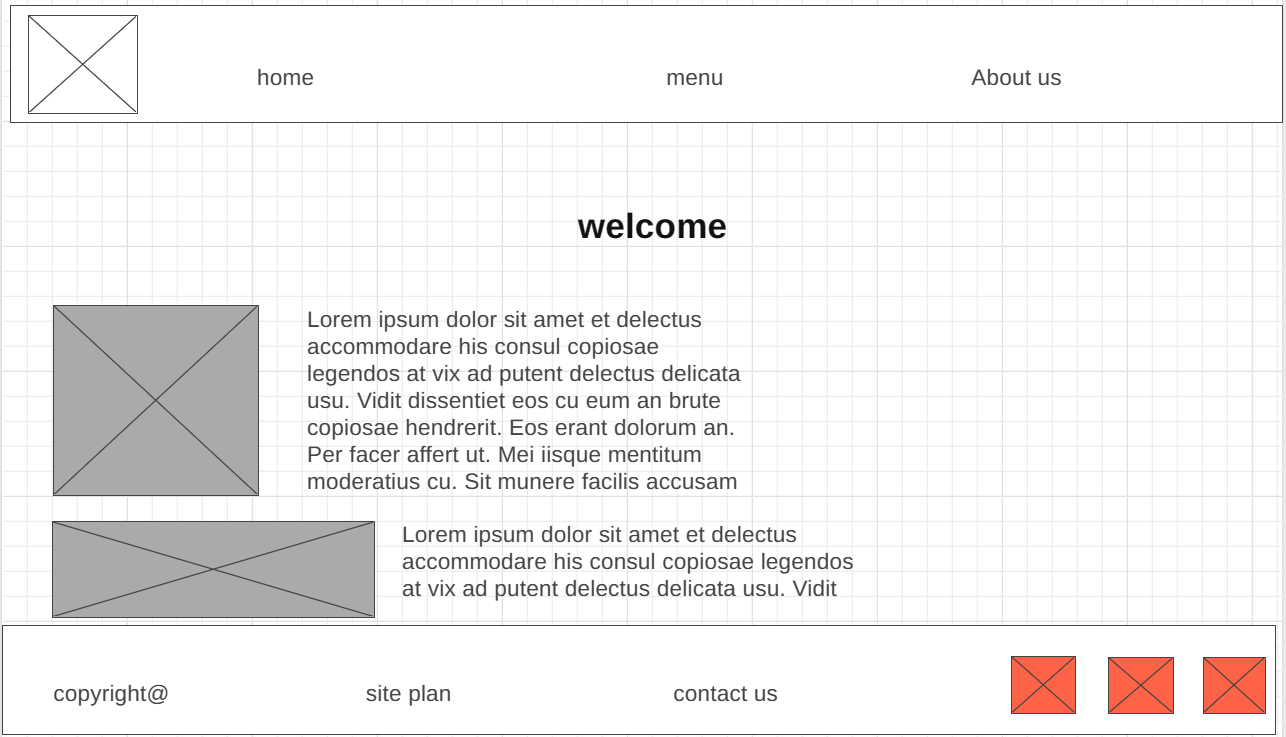 home
menu
About us
welcome
Lorem ipsum dolor sit amet et delectus
accommodare his consul copiosae
legendos at vix ad putent delectus delicata
usu. Vidit dissentiet eos cu eum an brute
copiosae hendrerit. Eos erant dolorum an.
Per facer affert ut. Mei iisque mentitum
moderatius cu. Sit munere facilis accusam
Lorem ipsum dolor sit amet et delectus
accommodare his consul copiosae legendos
at vix ad putent delectus delicata usu. Vidit
copyright@
site plan
contact us